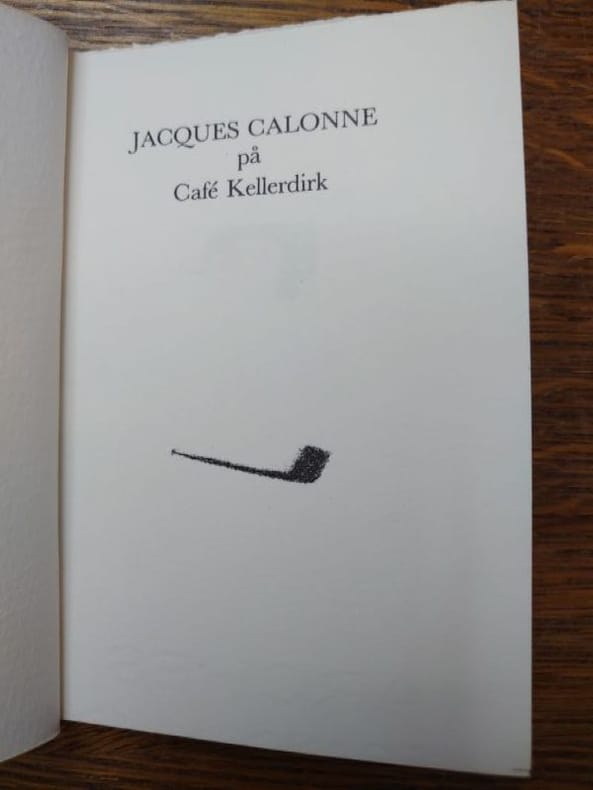 JACQUES CALONNE
på
Café Kellerdirk